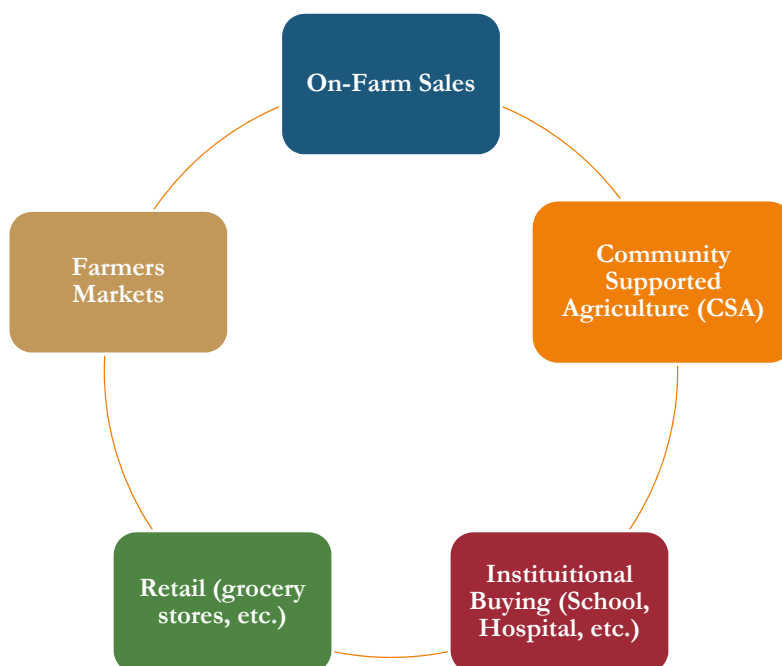 On-Farm Sales
Community
Supported
Agriculture (CSA)
Instituitional
Buying (School,
Hospital, etc.)
Retail (grocery
stores, etc.)
Farmers
Markets